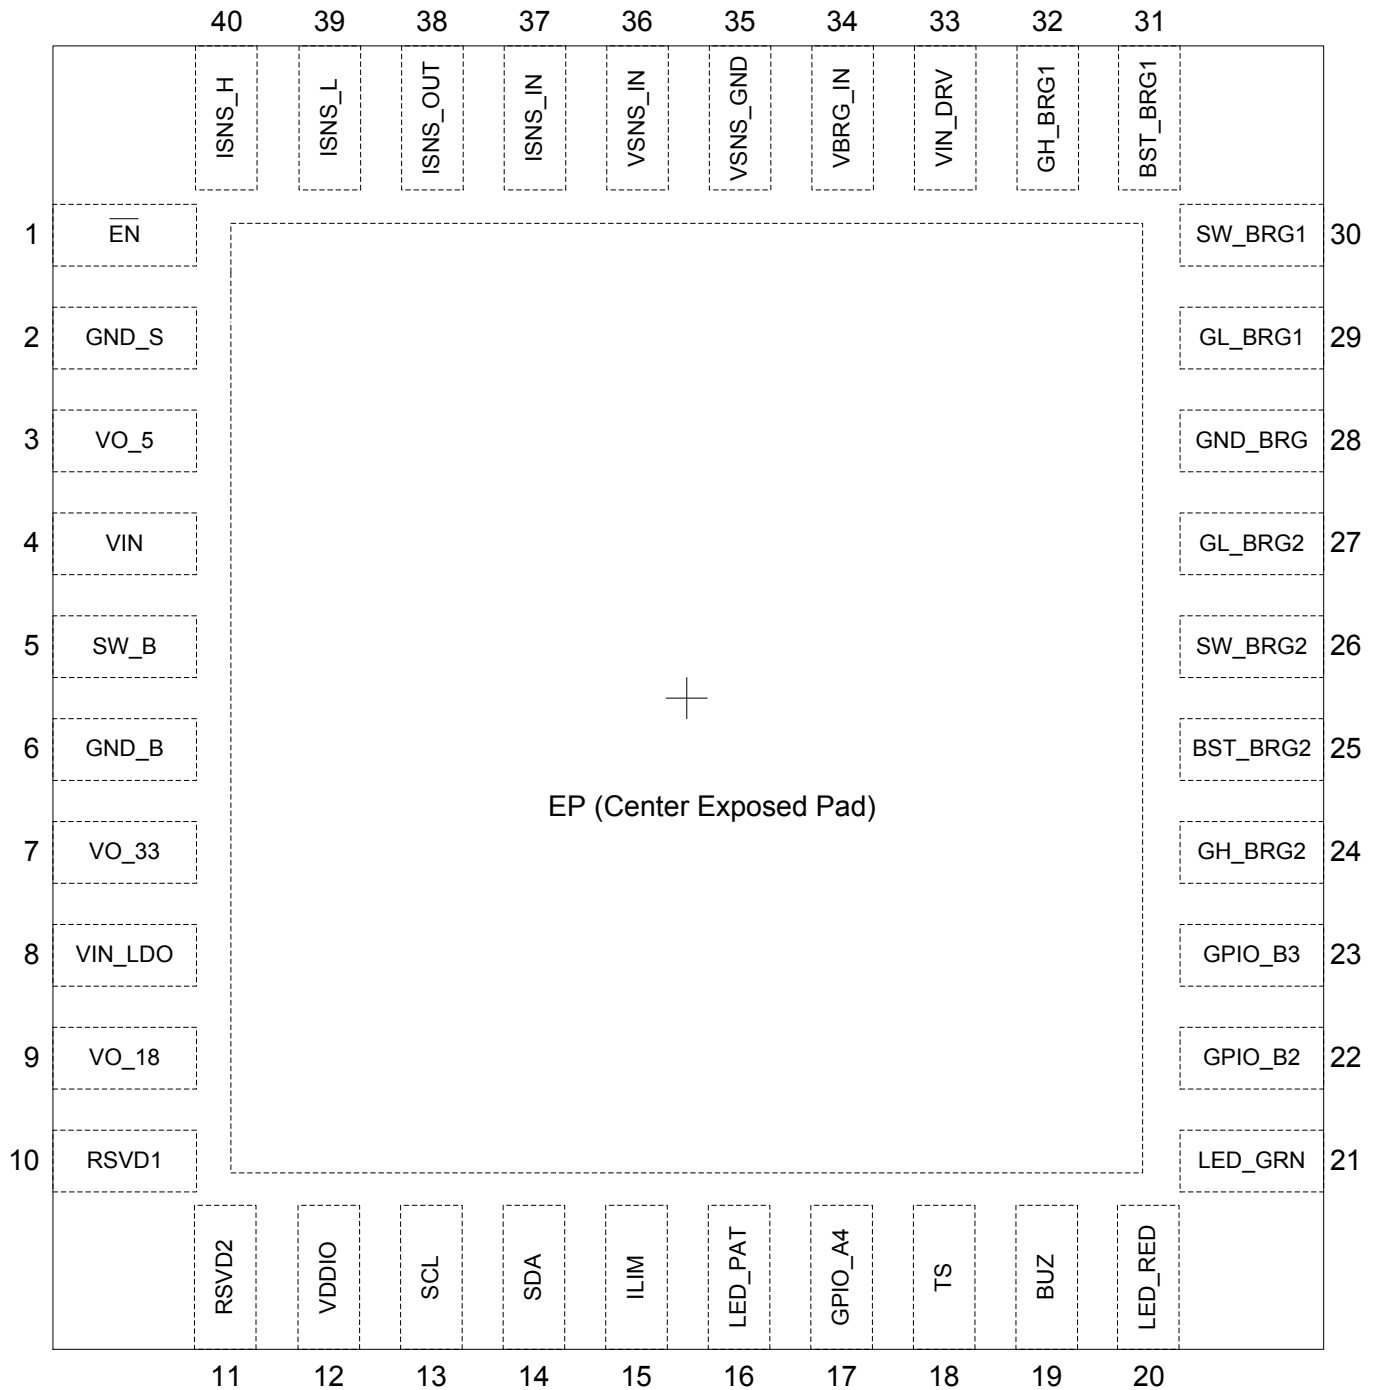 40 39 38 37 36 35 34 33 32 31
ISNS_H ISNS_L ISNS_OUT ISNS_IN VSNS_IN VSNS_GND VBRG_IN VIN_DRV GH_BRG1 BST_BRG1
1 EN SW_BRG1 30
2 GND_S GL_BRG1 29
3 VO_5 GND_BRG 28
4 VIN GL_BRG2 27
5 SW_B SW_BRG2 26
6 GND_B BST_BRG2 25
EP (Center Exposed Pad)
7 VO_33 GH_BRG2 24
8 VIN_LDO GPIO_B3 23
9 VO_18 GPIO_B2 22
10 RSVD1 LED_GRN 21
RSVD2 VDDIO SCL SDA ILIM LED_PAT GPIO_A4 TS BUZ LED_RED
11 12 13 14 15 16 17 18 19 20